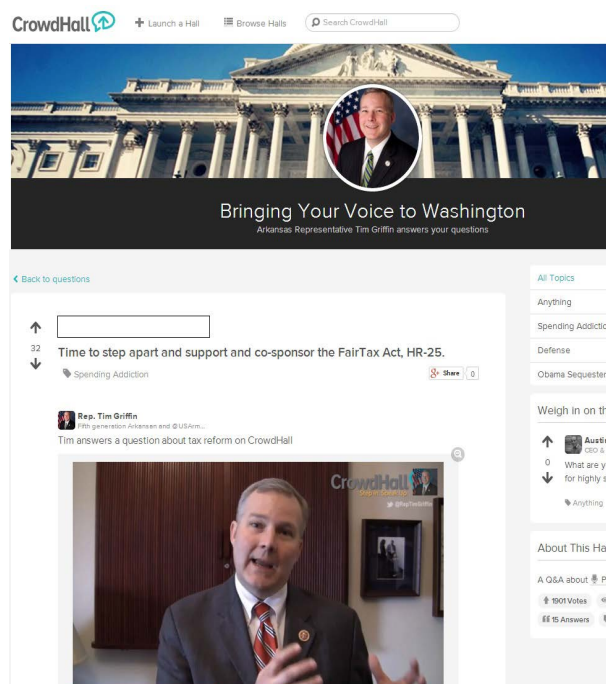 CrowdHall
Launch a Hall
Browse Halls
Search CrowdHall
Bringing Your Voice to Washington
Arkansas Representative Tim Griffin answers your questions
Back to questions
32
Time to step apart and support and co-sponsor the FairTax Act, HR-25.
Spending Addiction
Share 0
Rep. Tim Griffin
Fifth generation Arkansan and @USArm...
Tim answers a question about tax reform on CrowdHall
CrowdHall
@RepTimGriffin
All Topics
Anything
Spending Addictio
Defense
Obama Sequester
Weigh in on th
Austi
CEO &
0
What are y
for highly s
Anything
About This Ha
A Q&A about P
1901 Votes
15 Answers